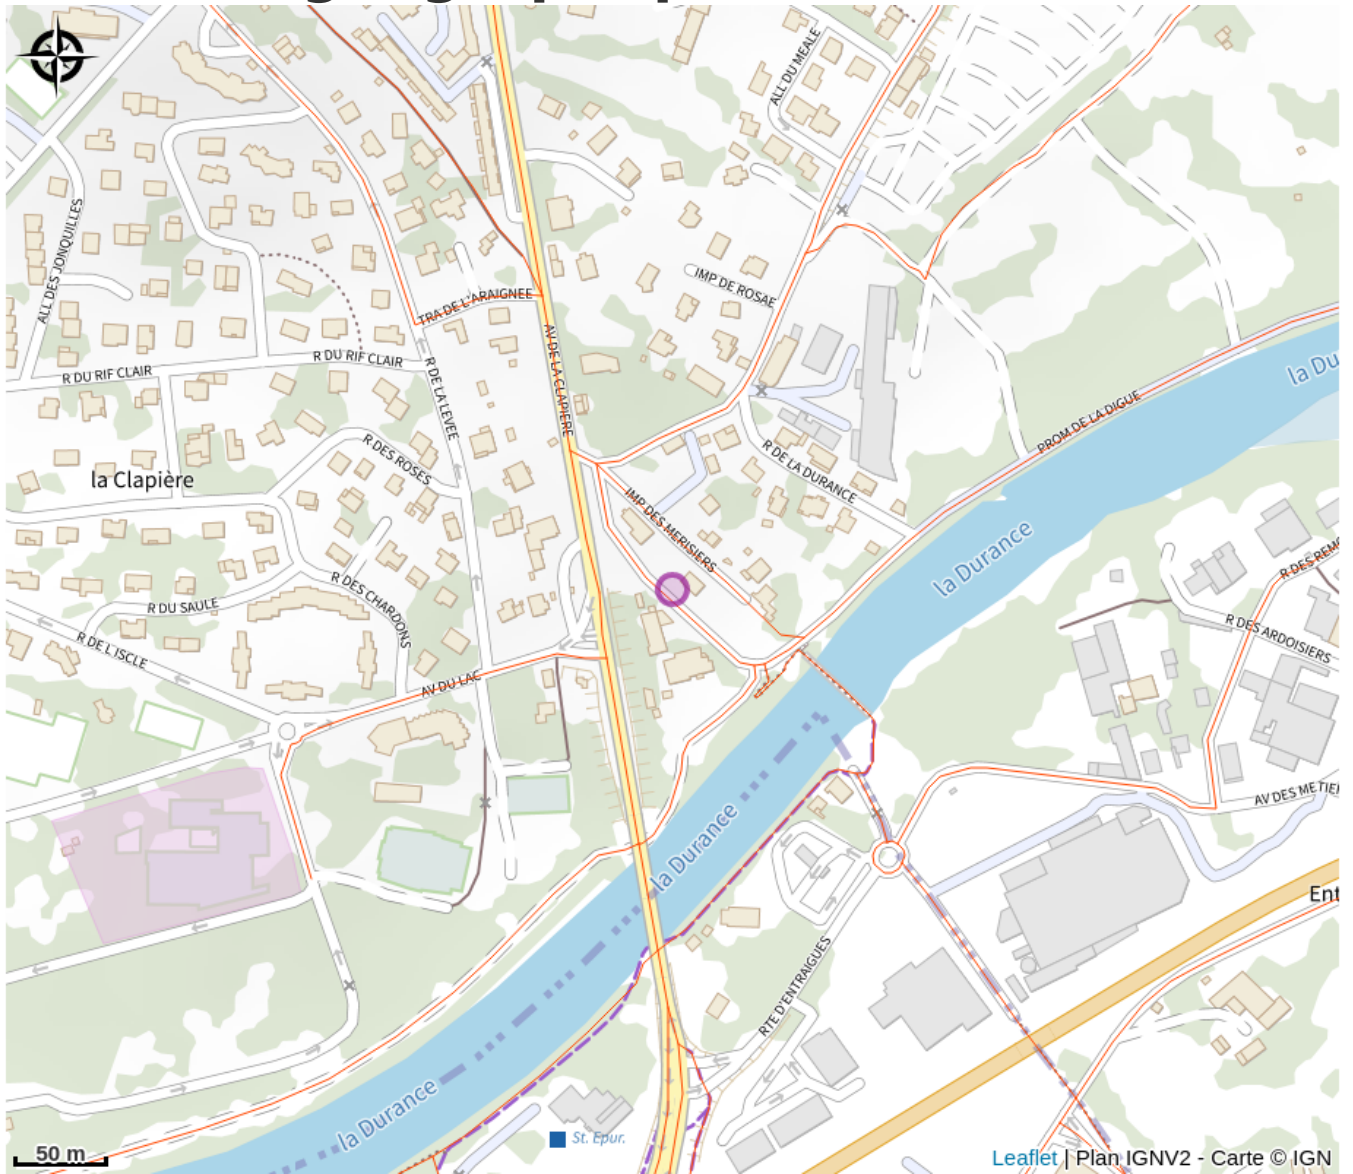 ALL DU MEALE
ALL DES JONQUILLES
IMP DE ROSAE
TRA DE L'ARAIGNEE
AV DE LA CLAPIERE
R DU RIF CLAIR
R DU RIF CLAIR
R DE LA LEVEE
la Du
PROM DE LA DIGUE
R DES ROSES
la Clapière
R DE LA DURANCE
IMP DES MERISIERS
la Durance
R DES REMO
R DES CHARDONS
R DU SAULE
R DE L'ISCLE
R DES ARDOISIERS
AV DU LAC
AV DES METIER
la Durance
Ent
RTE D'ENTRAIGUES
la Durance
St. Epur.
50 m
Leaflet | Plan IGNV2 - Carte © IGN